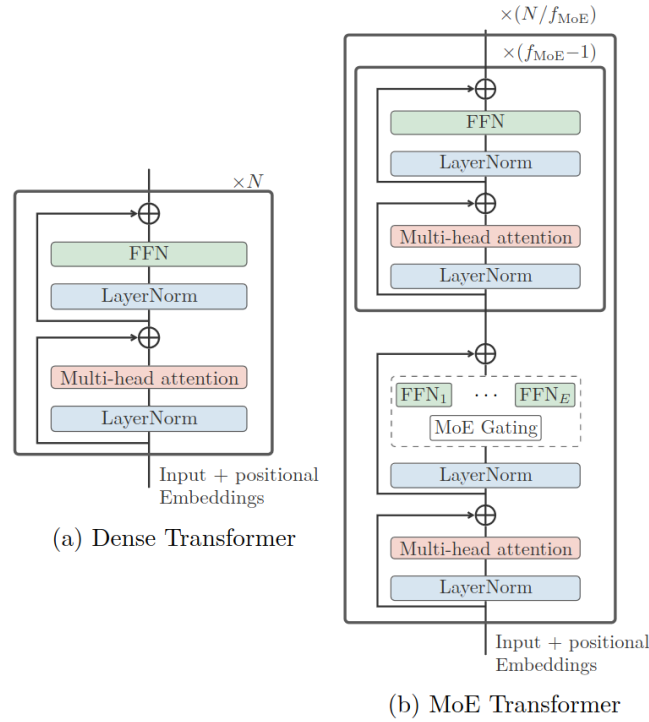 ×N
FFN
LayerNorm
Multi-head attention
LayerNorm
Input + positional
Embeddings
(a) Dense Transformer
×(N/f_MoE)
×(f_MoE−1)
FFN
LayerNorm
Multi-head attention
LayerNorm
FFN₁ ··· FFN_E
MoE Gating
LayerNorm
Multi-head attention
LayerNorm
Input + positional
Embeddings
(b) MoE Transformer